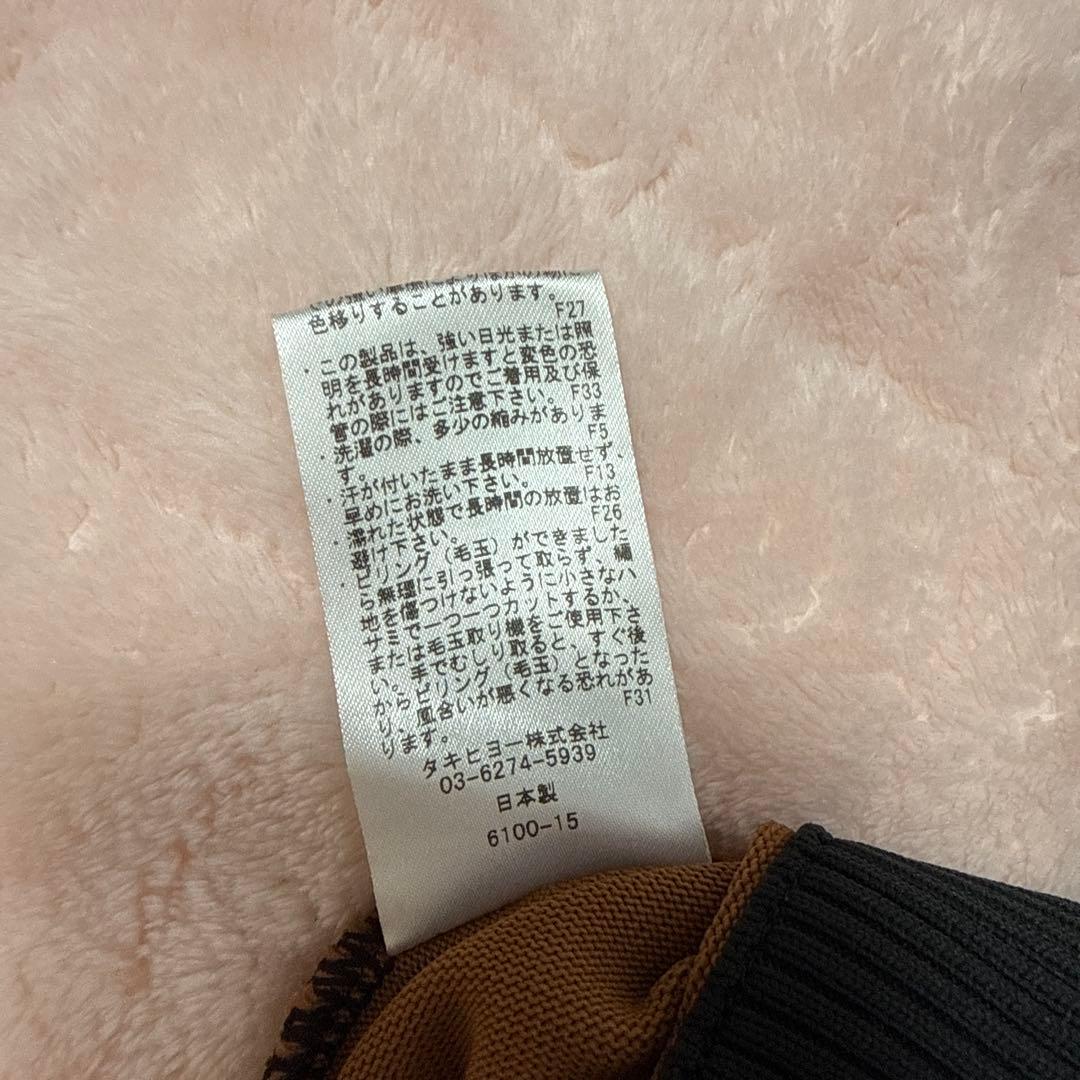 色移りすることがあります。
F27
・この製品は、強い日光または照
明を長時間受けますと変色の恐
れがありますのでご着用及び保
管の際にはご注意下さい。 F33
・洗濯の際、多少の縮みがありま
す。 F5
・汗が付いたまま長時間放置せず、
早めにお洗い下さい。 F13
・濡れた状態で長時間の放置はお
避け下さい。 F26
・ピリング（毛玉）ができました
ら無理に引っ張って取らず、編
地を傷つけないように小さなハ
サミで一つ一つカットするか、
または毛玉取り機をご使用下さ
い。手でむしり取ると、すぐ後
からピリング（毛玉）となった
り、風合いが悪くなる恐れがあ
ります。 F31
タキヒヨー株式会社
03-6274-5939
日本製
6100-15